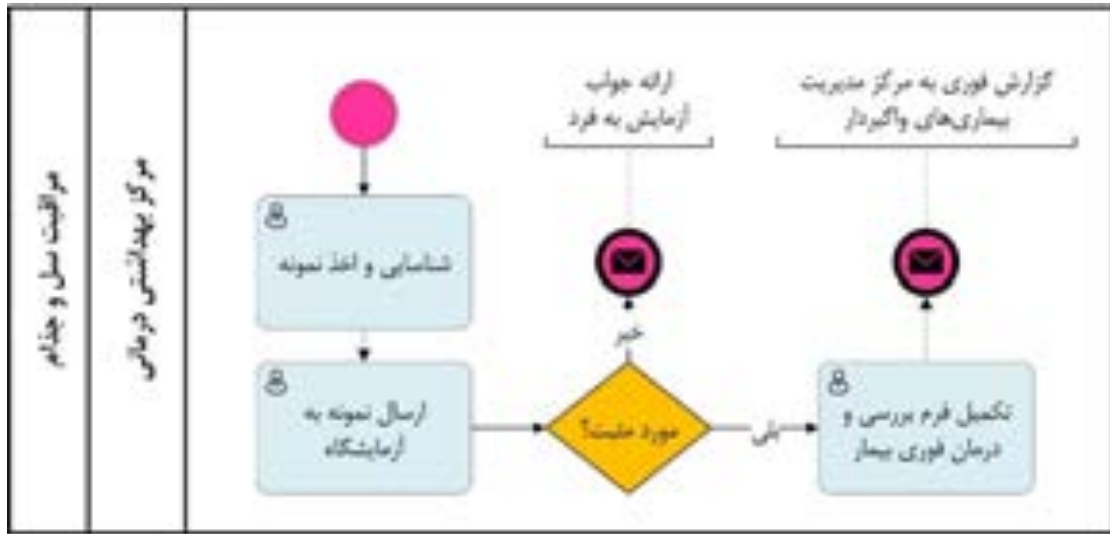 مراقبت سل و جذام
مرکز بهداشتی درمانی
شناسایی و اخذ نمونه
ارسال نمونه به
آزمایشگاه
مورد مثبت؟
خیر
ارائه جواب
آزمایش به فرد
بلی
تکمیل فرم بررسی و
درمان فوری بیمار
گزارش فوری به مرکز مدیریت
بیماری‌های واگیردار